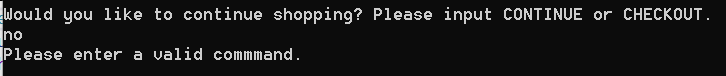 Would you like to continue shopping? Please input CONTINUE or CHECKOUT.
no
Please enter a valid commmand.